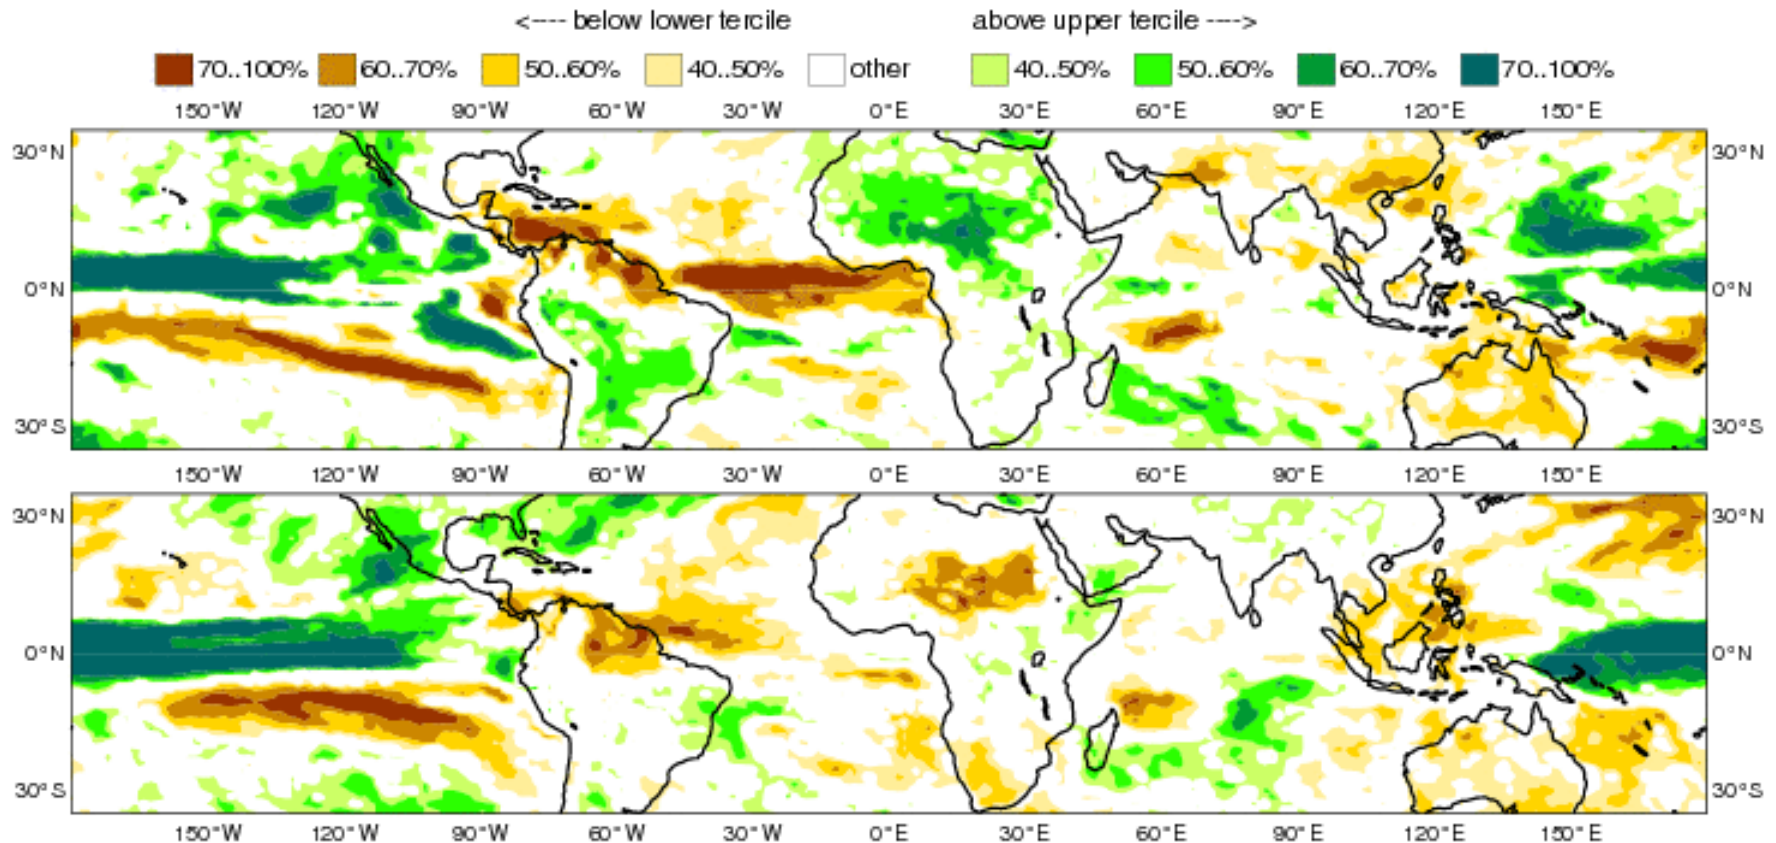 <---- below lower tercile above upper tercile ---->
70..100% 60..70% 50..60% 40..50% other 40..50% 50..60% 60..70% 70..100%
150°W 120°W 90°W 60°W 30°W 0°E 30°E 60°E 90°E 120°E 150°E
30°N 30°N
0°N 0°N
30°S 30°S
150°W 120°W 90°W 60°W 30°W 0°E 30°E 60°E 90°E 120°E 150°E
30°N 30°N
0°N 0°N
30°S 30°S
150°W 120°W 90°W 60°W 30°W 0°E 30°E 60°E 90°E 120°E 150°E